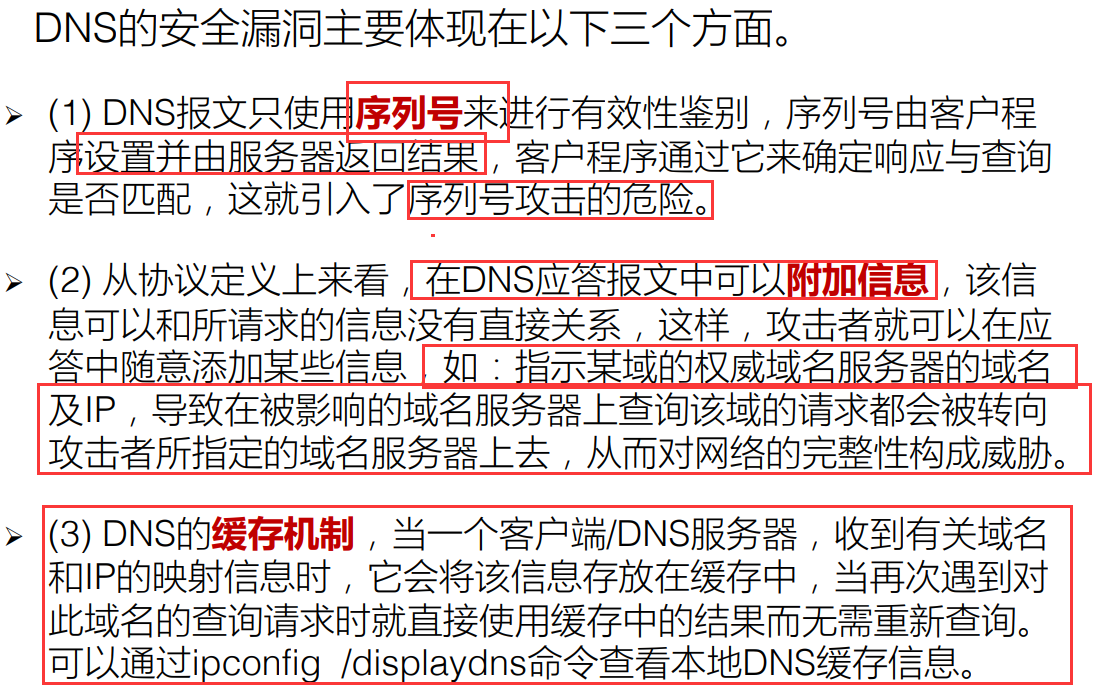 DNS的安全漏洞主要体现在以下三个方面。
➢ (1) DNS报文只使用序列号来进行有效性鉴别，序列号由客户程
序设置并由服务器返回结果，客户程序通过它来确定响应与查询
是否匹配，这就引入了序列号攻击的危险。
➢ (2) 从协议定义上来看，在DNS应答报文中可以附加信息，该信
息可以和所请求的信息没有直接关系，这样，攻击者就可以在应
答中随意添加某些信息，如：指示某域的权威域名服务器的域名
及IP，导致在被影响的域名服务器上查询该域的请求都会被转向
攻击者所指定的域名服务器上去，从而对网络的完整性构成威胁。
➢ (3) DNS的缓存机制，当一个客户端/DNS服务器，收到有关域名
和IP的映射信息时，它会将该信息存放在缓存中，当再次遇到对
此域名的查询请求时就直接使用缓存中的结果而无需重新查询。
可以通过ipconfig /displaydns命令查看本地DNS缓存信息。